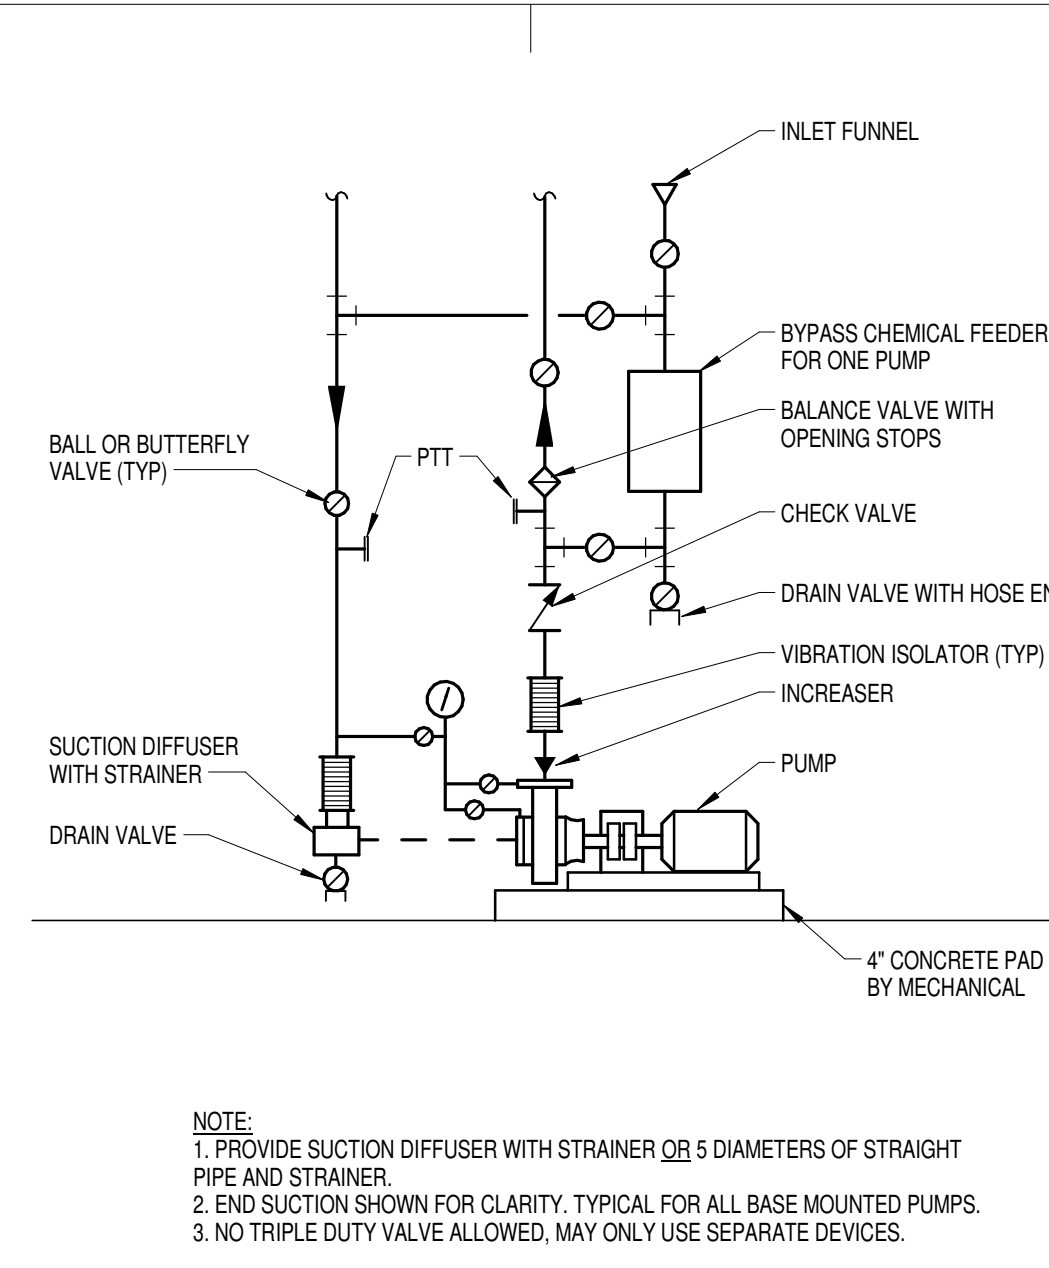 INLET FUNNEL
BYPASS CHEMICAL FEEDER
FOR ONE PUMP
BALANCE VALVE WITH
OPENING STOPS
BALL OR BUTTERFLY
VALVE (TYP)
PTT
CHECK VALVE
DRAIN VALVE WITH HOSE EN
VIBRATION ISOLATOR (TYP)
INCREASER
SUCTION DIFFUSER
WITH STRAINER
PUMP
DRAIN VALVE
4" CONCRETE PAD
BY MECHANICAL
NOTE:
1. PROVIDE SUCTION DIFFUSER WITH STRAINER OR 5 DIAMETERS OF STRAIGHT
PIPE AND STRAINER.
2. END SUCTION SHOWN FOR CLARITY. TYPICAL FOR ALL BASE MOUNTED PUMPS.
3. NO TRIPLE DUTY VALVE ALLOWED, MAY ONLY USE SEPARATE DEVICES.